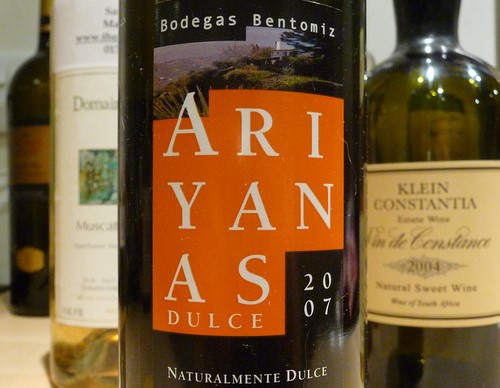 Bodegas Bentomiz
ARI
YAN
AS
DULCE
20
07
NATURALMENTE DULCE
Domain
Muscat
KLEIN
CONSTANTIA
Estate Wine
Vin de Constance
2004
Natural Sweet Wine
Wine of South Africa